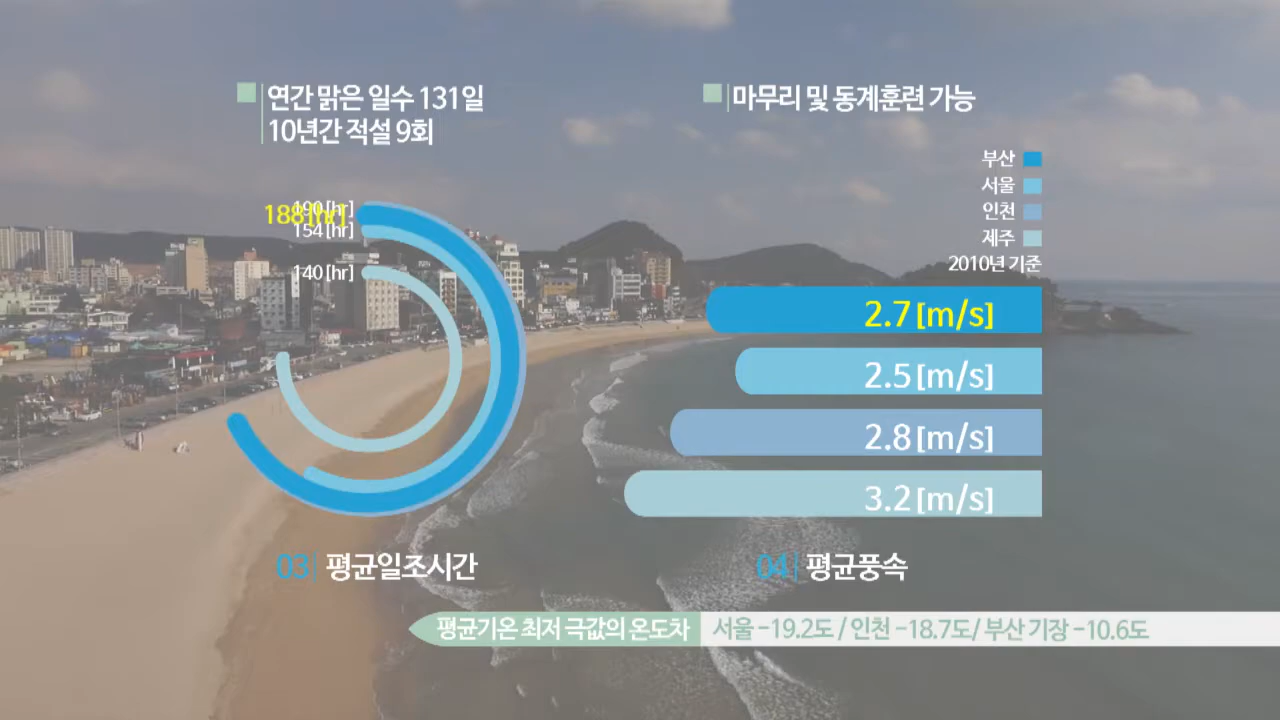 연간 맑은 일수 131일
10년간 적설 9회
190[hr]
188[hr]
154[hr]
140[hr]
03 평균일조시간
마무리 및 동계훈련 가능
부산
서울
인천
제주
2010년 기준
2.7[m/s]
2.5[m/s]
2.8[m/s]
3.2[m/s]
04 평균풍속
평균기온 최저 극값의 온도차 서울 -19.2도 / 인천 -18.7도/ 부산 기장 -10.6도